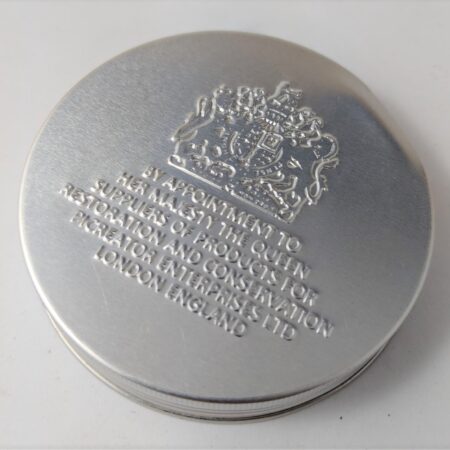 BY APPOINTMENT TO
HER MAJESTY THE QUEEN
SUPPLIERS OF PRODUCTS FOR
RESTORATION AND CONSERVATION
PICREATOR ENTERPRISES LTD
LONDON ENGLAND